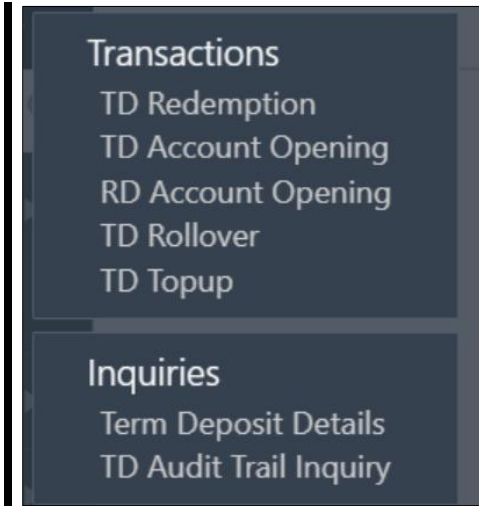 Transactions
TD Redemption
TD Account Opening
RD Account Opening
TD Rollover
TD Topup
Inquiries
Term Deposit Details
TD Audit Trail Inquiry